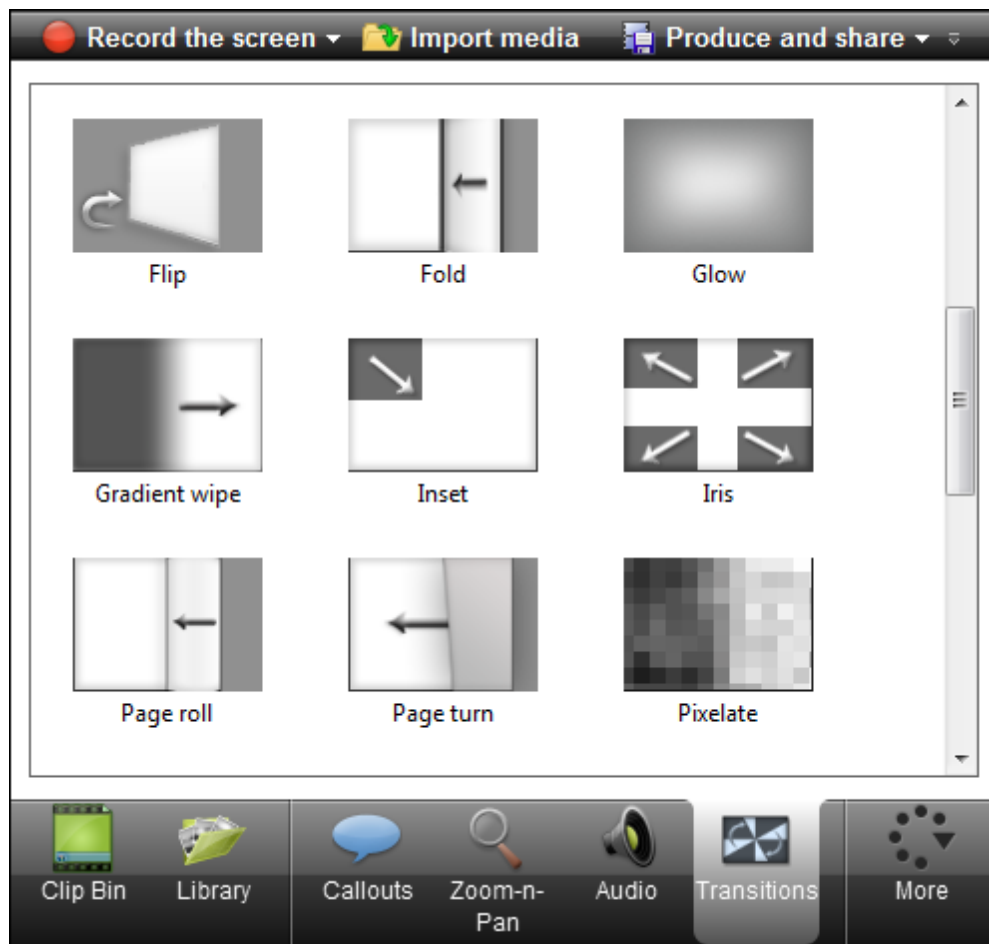 Record the screen Import media Produce and share
Flip Fold Glow
Gradient wipe Inset Iris
Page roll Page turn Pixelate
Clip Bin Library Callouts Zoom-n- Audio Transitions More
Pan